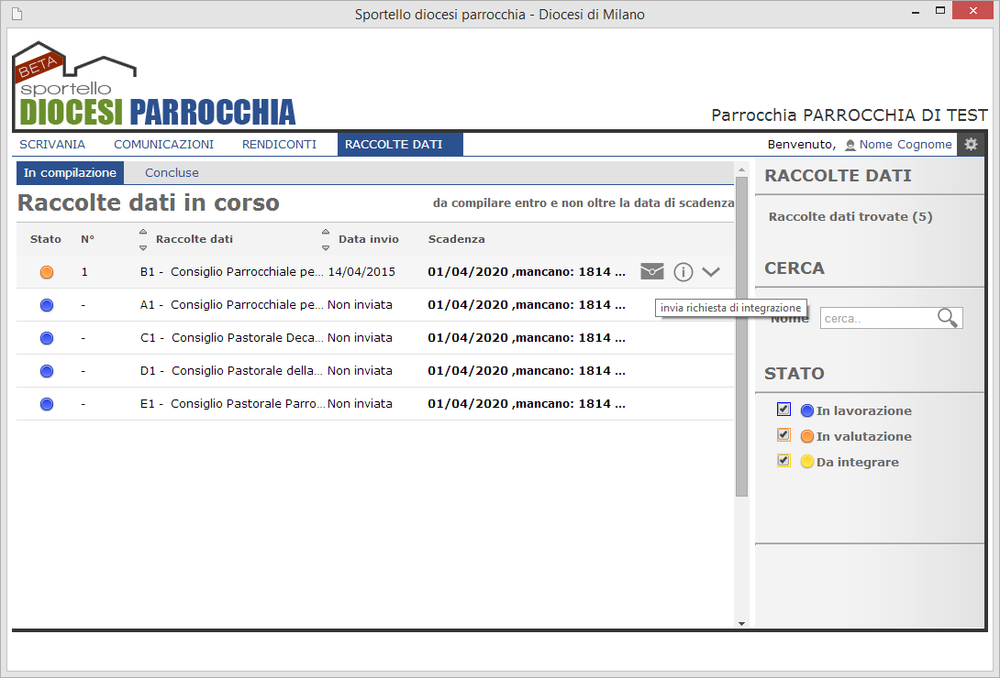 Sportello diocesi parrocchia - Diocesi di Milano
BETA
sportello
DIOCESI PARROCCHIA
Parrocchia PARROCCHIA DI TEST
SCRIVANIA COMUNICAZIONI RENDICONTI RACCOLTE DATI Benvenuto, Nome Cognome
In compilazione Concluse
Raccolte dati in corso da compilare entro e non oltre la data di scadenza
Stato N° Raccolte dati Data invio Scadenza
1 B1 - Consiglio Parrocchiale pe... 14/04/2015 01/04/2020 ,mancano: 1814 ...
- A1 - Consiglio Parrocchiale pe... Non inviata 01/04/2020 ,mancano: 1814 ...
invia richiesta di integrazione
- C1 - Consiglio Pastorale Deca... Non inviata 01/04/2020 ,mancano: 1814 ...
- D1 - Consiglio Pastorale della... Non inviata 01/04/2020 ,mancano: 1814 ...
- E1 - Consiglio Pastorale Parro... Non inviata 01/04/2020 ,mancano: 1814 ...
RACCOLTE DATI
Raccolte dati trovate (5)
CERCA
Nome cerca..
STATO
In lavorazione
In valutazione
Da integrare